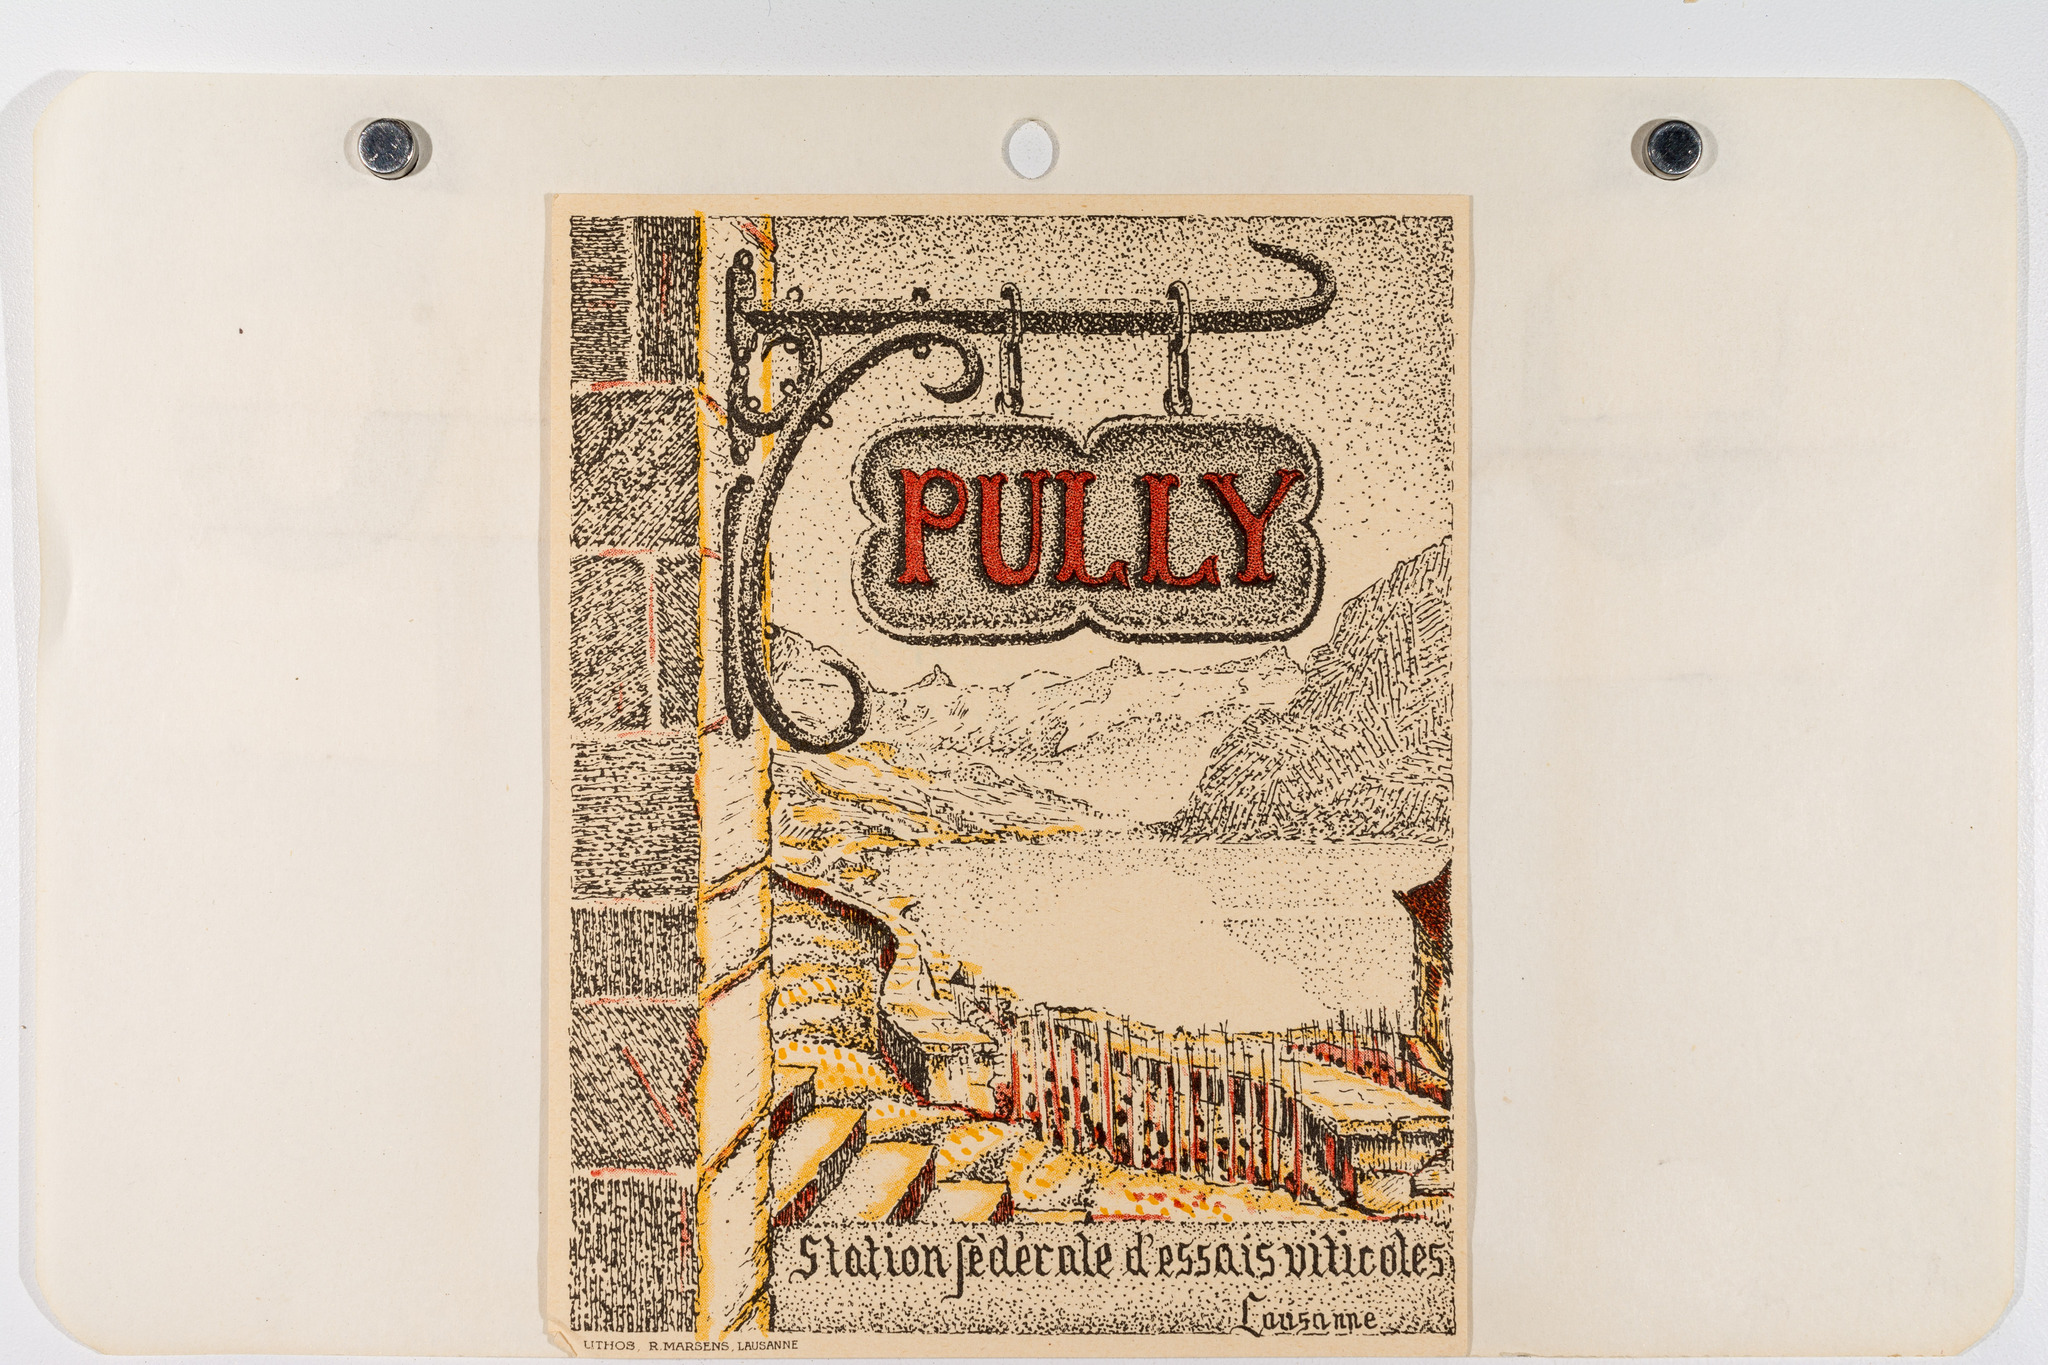 PULLY
Station fédérale d'essais viticoles
Lausanne
LITHOS, R. MARSENS, LAUSANNE